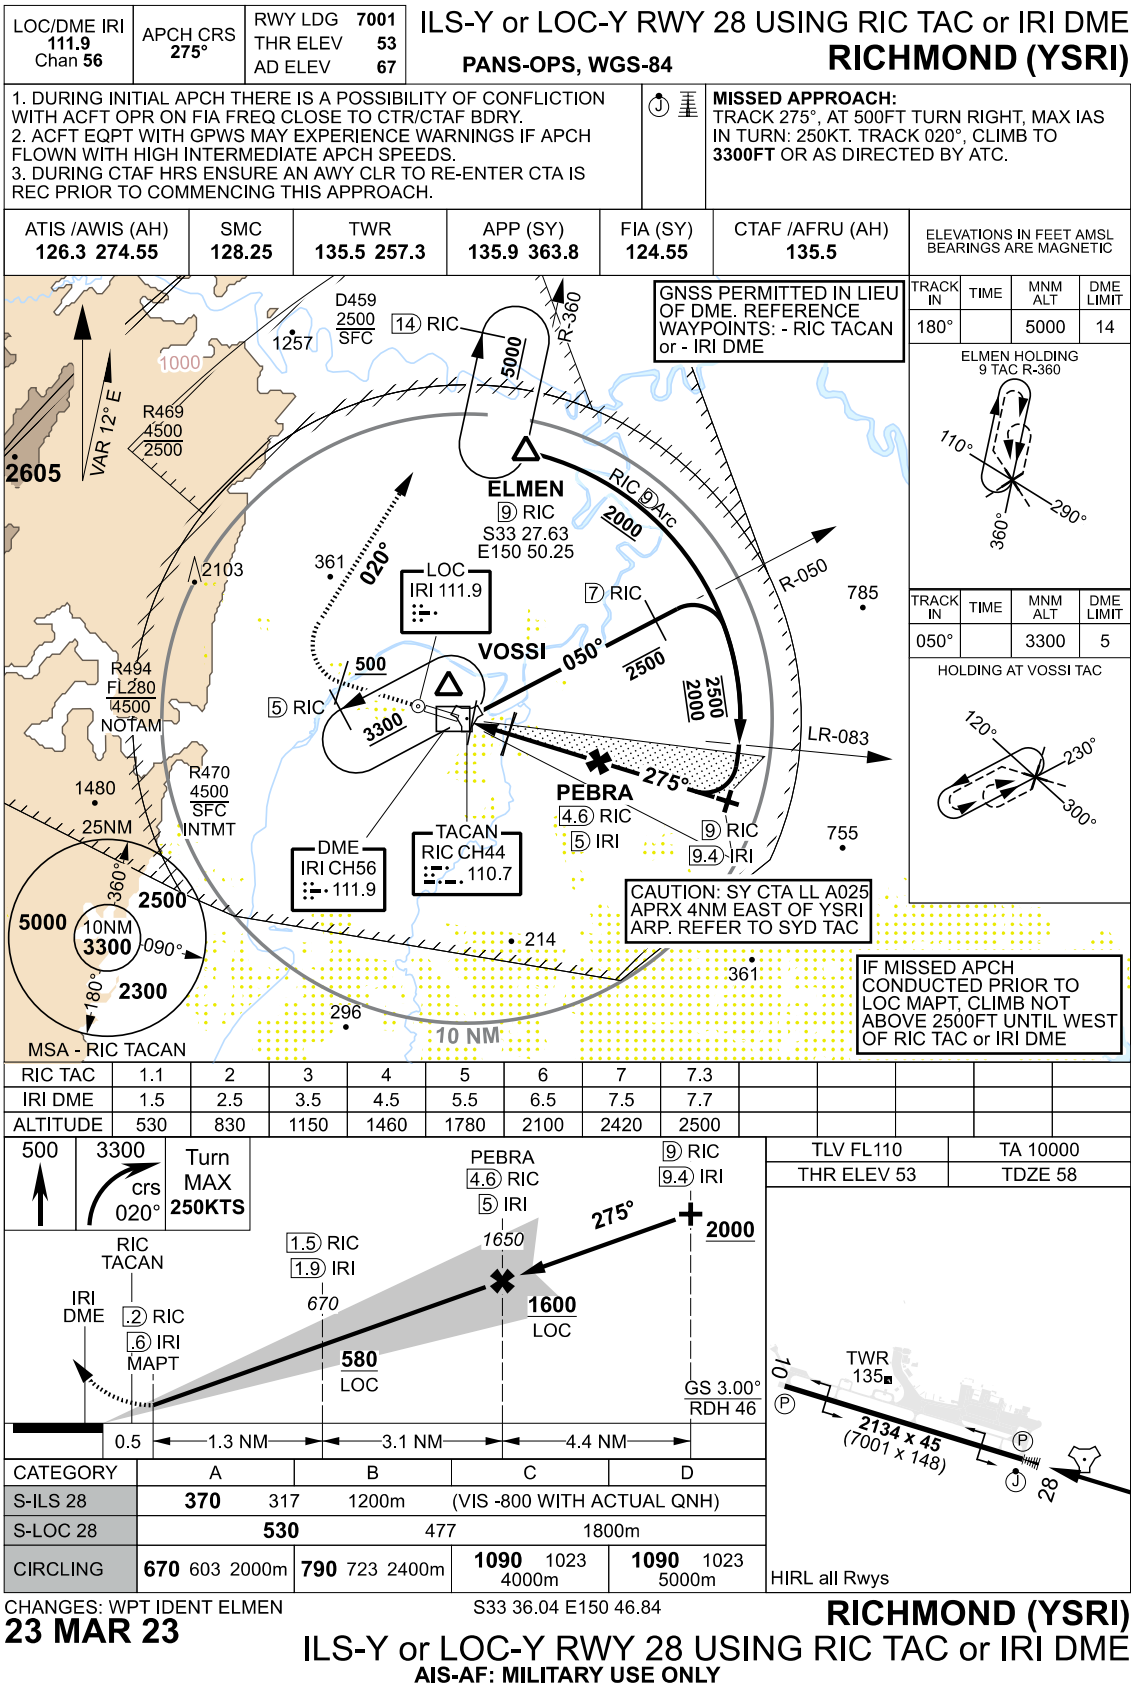 LOC/DME IRI
111.9
Chan 56
APCH CRS
275°
RWY LDG 7001
THR ELEV 53
AD ELEV 67
ILS-Y or LOC-Y RWY 28 USING RIC TAC or IRI DME
PANS-OPS, WGS-84
RICHMOND (YSRI)
1. DURING INITIAL APCH THERE IS A POSSIBILITY OF CONFLICTION
WITH ACFT OPR ON FIA FREQ CLOSE TO CTR/CTAF BDRY.
2. ACFT EQPT WITH GPWS MAY EXPERIENCE WARNINGS IF APCH
FLOWN WITH HIGH INTERMEDIATE APCH SPEEDS.
3. DURING CTAF HRS ENSURE AN AWY CLR TO RE-ENTER CTA IS
REC PRIOR TO COMMENCING THIS APPROACH.
J
MISSED APPROACH:
TRACK 275°, AT 500FT TURN RIGHT, MAX IAS
IN TURN: 250KT. TRACK 020°, CLIMB TO
3300FT OR AS DIRECTED BY ATC.
ATIS /AWIS (AH)
126.3 274.55
SMC
128.25
TWR
135.5 257.3
APP (SY)
135.9 363.8
FIA (SY)
124.55
CTAF /AFRU (AH)
135.5
ELEVATIONS IN FEET AMSL
BEARINGS ARE MAGNETIC
GNSS PERMITTED IN LIEU
OF DME. REFERENCE
WAYPOINTS: - RIC TACAN
or - IRI DME
TRACK IN TIME MNM ALT DME LIMIT
180° 5000 14
ELMEN HOLDING
9 TAC R-360
110°
290°
360°
TRACK IN TIME MNM ALT DME LIMIT
050° 3300 5
HOLDING AT VOSSI TAC
120°
230°
300°
D459
2500
SFC
1257
1000
14 RIC
5000
R-360
VAR 12° E
R469
4500
2500
2605
ELMEN
9 RIC
S33 27.63
E150 50.25
RIC 9 Arc
2000
2103
361
020°
LOC
IRI 111.9
7 RIC
R-050
785
VOSSI
050°
2500
500
R494
FL280
4500
NOTAM
5 RIC
3300
2500
2000
LR-083
R470
4500
SFC
INTMT
1480
275°
PEBRA
4.6 RIC
5 IRI
9 RIC
9.4 IRI
755
DME
IRI CH56
111.9
TACAN
RIC CH44
110.7
25NM
360°
2500
5000
10NM
3300
090°
180°
2300
MSA - RIC TACAN
CAUTION: SY CTA LL A025
APRX 4NM EAST OF YSRI
ARP. REFER TO SYD TAC
214
361
296
10 NM
IF MISSED APCH
CONDUCTED PRIOR TO
LOC MAPT, CLIMB NOT
ABOVE 2500FT UNTIL WEST
OF RIC TAC or IRI DME
RIC TAC 1.1 2 3 4 5 6 7 7.3
IRI DME 1.5 2.5 3.5 4.5 5.5 6.5 7.5 7.7
ALTITUDE 530 830 1150 1460 1780 2100 2420 2500
500
3300
crs
020°
Turn
MAX
250KTS
RIC
TACAN
IRI
DME
.2 RIC
.6 IRI
MAPT
1.5 RIC
1.9 IRI
670
580
LOC
PEBRA
4.6 RIC
5 IRI
1650
1600
LOC
275°
9 RIC
9.4 IRI
2000
GS 3.00°
RDH 46
0.5 1.3 NM 3.1 NM 4.4 NM
TLV FL110 TA 10000
THR ELEV 53 TDZE 58
TWR
135
10
P
2134 x 45
(7001 x 148)
P
J
28
HIRL all Rwys
CATEGORY A B C D
S-ILS 28 370 317 1200m (VIS -800 WITH ACTUAL QNH)
S-LOC 28 530 477 1800m
CIRCLING 670 603 2000m 790 723 2400m 1090 1023 4000m 1090 1023 5000m
CHANGES: WPT IDENT ELMEN
S33 36.04 E150 46.84
RICHMOND (YSRI)
23 MAR 23
ILS-Y or LOC-Y RWY 28 USING RIC TAC or IRI DME
AIS-AF: MILITARY USE ONLY